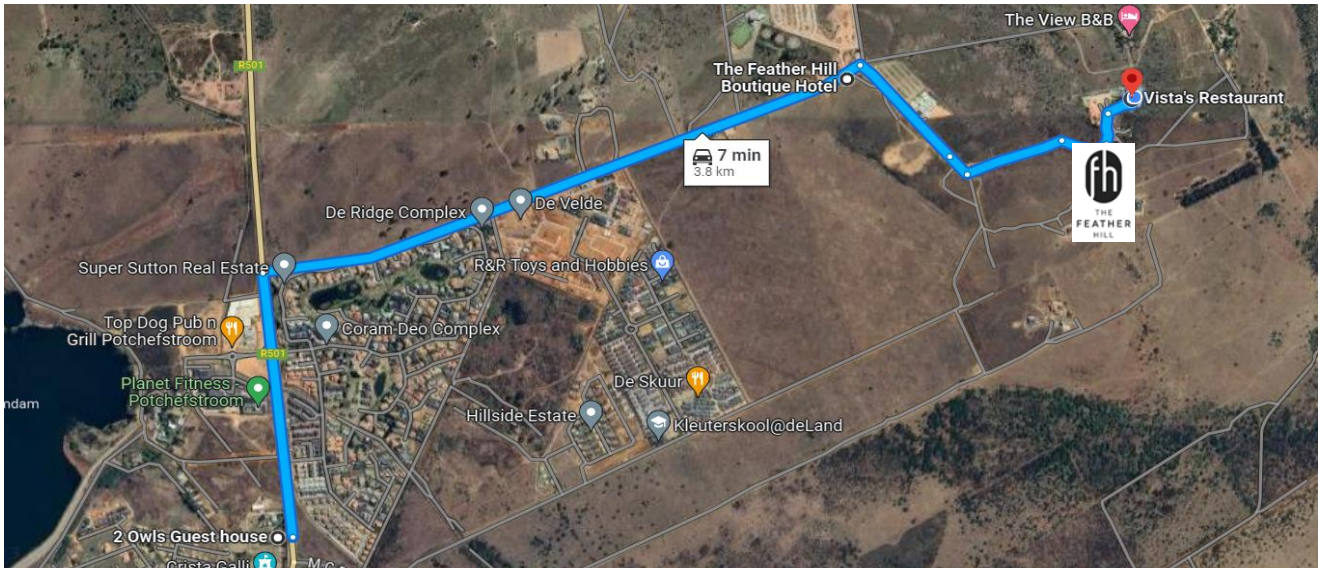 The View B&B
R501
The Feather Hill
Boutique Hotel
Vista's Restaurant
7 min
3.8 km
fh
THE
FEATHER
HILL
De Ridge Complex
De Velde
Super Sutton Real Estate
R&R Toys and Hobbies
Top Dog Pub n
Grill Potchefstroom
Coram Deo Complex
R501
Planet Fitness -
Potchefstroom
De Skuur
ndam
Hillside Estate
Kleuterskool@deLand
2 Owls Guest house
Crista Galli